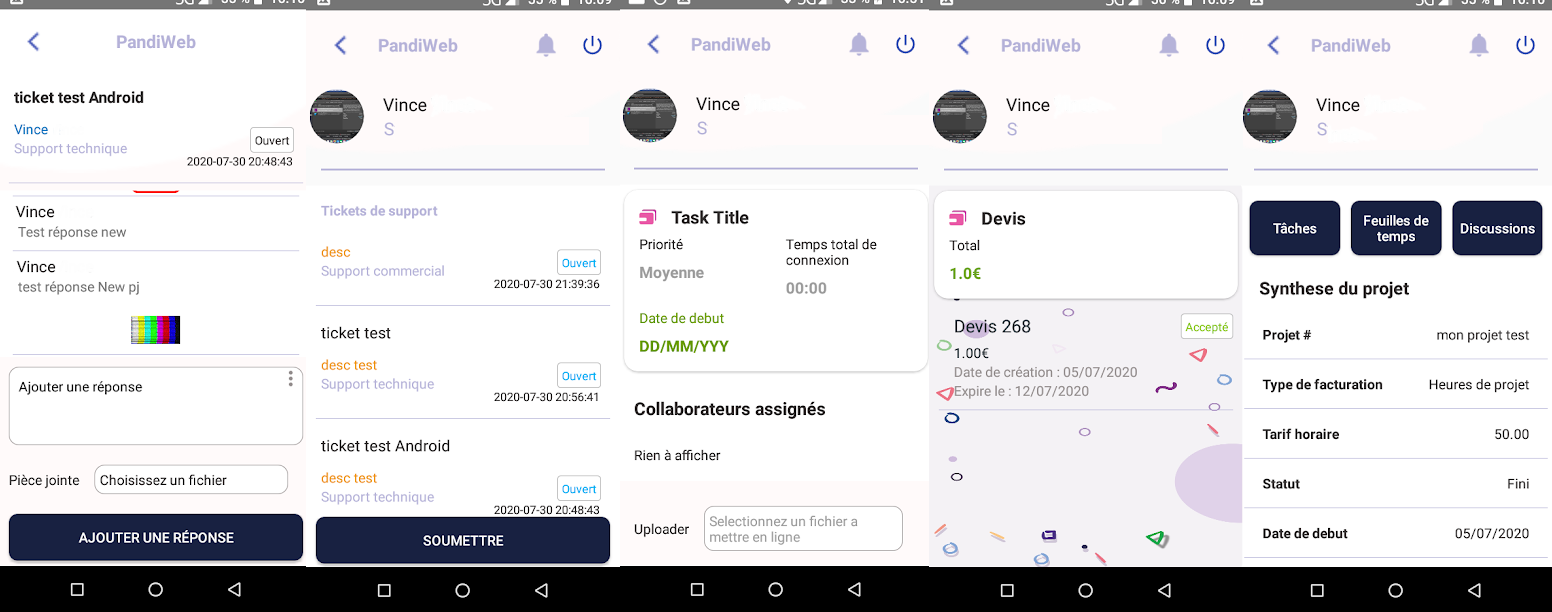 PandiWeb
ticket test Android
Vince
Support technique
Ouvert
2020-07-30 20:48:43
Vince
Test réponse new
Vince
test réponse New pj
Ajouter une réponse
Pièce jointe
Choisissez un fichier
AJOUTER UNE RÉPONSE
PandiWeb
Vince
S
Tickets de support
desc
Support commercial
Ouvert
2020-07-30 21:39:36
ticket test
desc test
Support technique
Ouvert
2020-07-30 20:56:41
ticket test Android
desc test
Support technique
Ouvert
2020-07-30 20:48:43
SOUMETTRE
PandiWeb
Vince
S
Task Title
Priorité
Moyenne
Temps total de
connexion
00:00
Date de debut
DD/MM/YYY
Collaborateurs assignés
Rien à afficher
Uploader
Selectionnez un fichier a
mettre en ligne
PandiWeb
Vince
S
Devis
Total
1.0€
Devis 268
Accepté
1.00€
Date de création : 05/07/2020
Expire le : 12/07/2020
PandiWeb
Vince
S
Tâches
Feuilles de
temps
Discussions
Synthese du projet
Projet #
mon projet test
Type de facturation
Heures de projet
Tarif horaire
50.00
Statut
Fini
Date de debut
05/07/2020